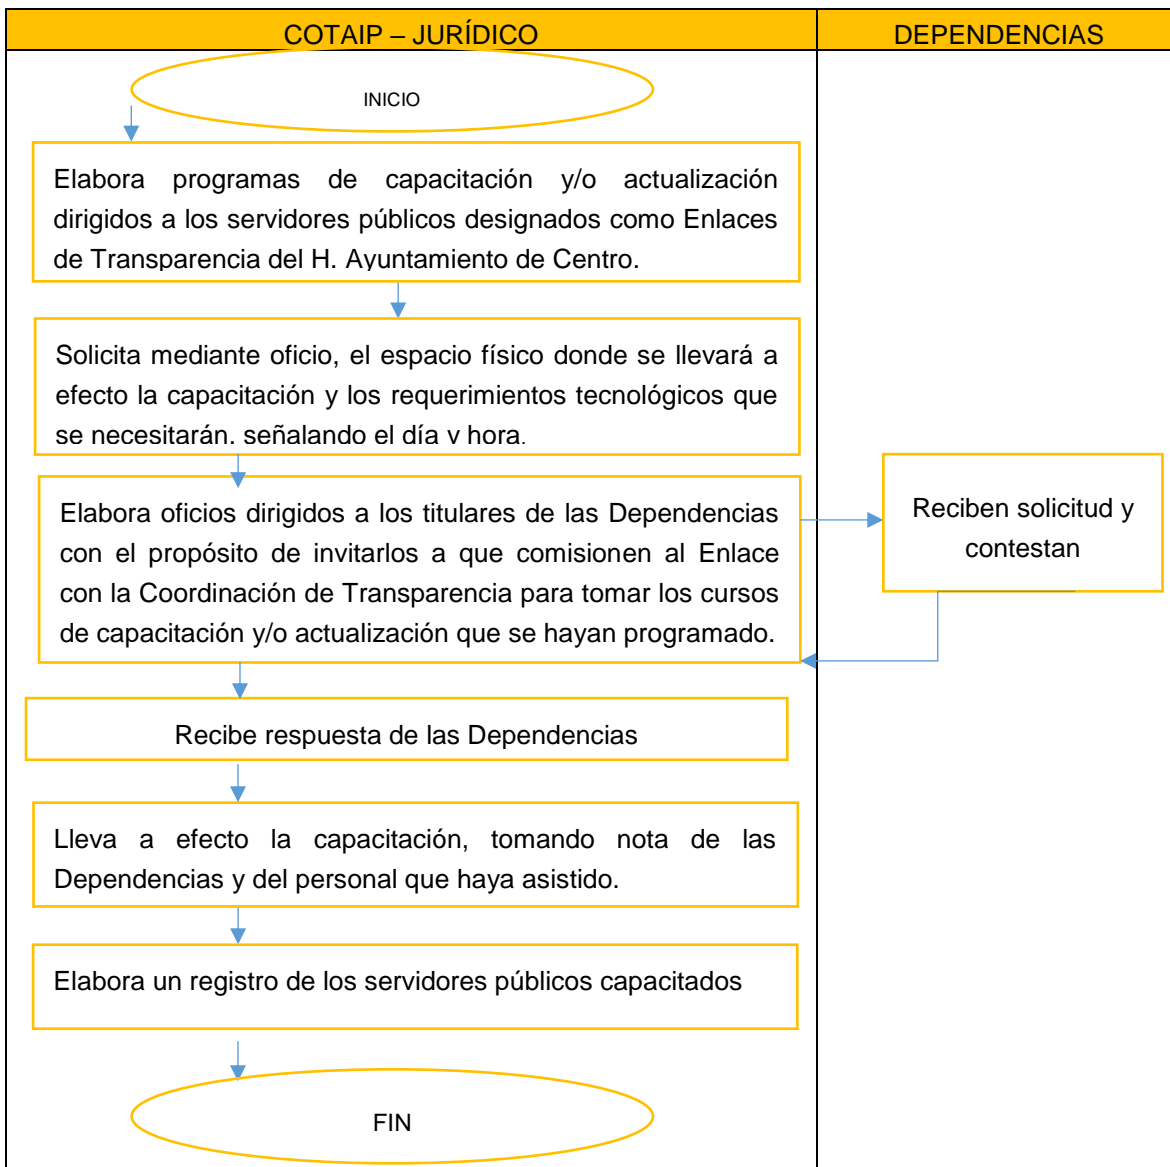 COTAIP – JURÍDICO
DEPENDENCIAS
INICIO
Elabora programas de capacitación y/o actualización
dirigidos a los servidores públicos designados como Enlaces
de Transparencia del H. Ayuntamiento de Centro.
Solicita mediante oficio, el espacio físico donde se llevará a
efecto la capacitación y los requerimientos tecnológicos que
se necesitarán, señalando el día y hora.
Elabora oficios dirigidos a los titulares de las Dependencias
con el propósito de invitarlos a que comisionen al Enlace
con la Coordinación de Transparencia para tomar los cursos
de capacitación y/o actualización que se hayan programado.
Reciben solicitud y
contestan
Recibe respuesta de las Dependencias
Lleva a efecto la capacitación, tomando nota de las
Dependencias y del personal que haya asistido.
Elabora un registro de los servidores públicos capacitados
FIN